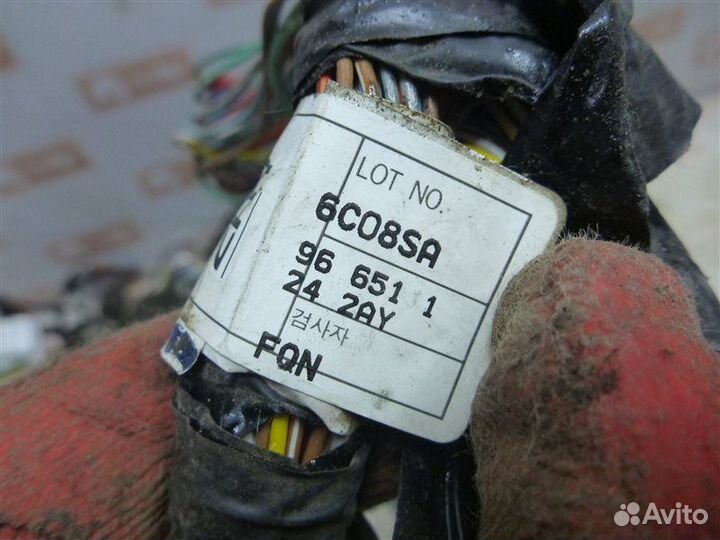 LOT NO.
6C08SA
96 651 1
24 2AY
검사자
FQN
Avito